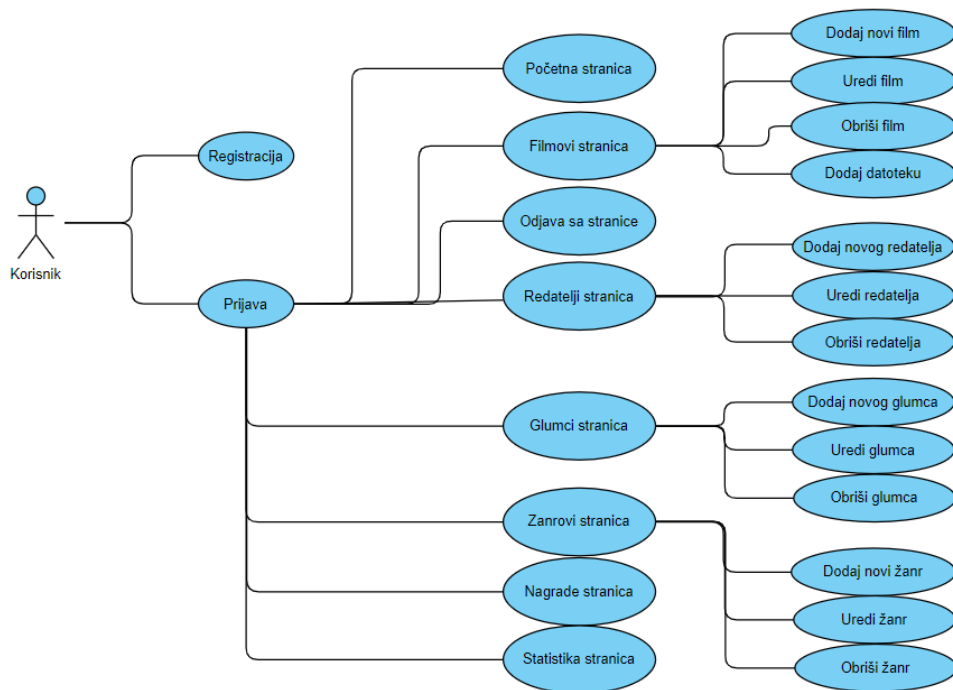 Korisnik
Registracija
Prijava
Početna stranica
Filmovi stranica
Odjava sa stranice
Redatelji stranica
Glumci stranica
Zanrovi stranica
Nagrade stranica
Statistika stranica
Dodaj novi film
Uredi film
Obriši film
Dodaj datoteku
Dodaj novog redatelja
Uredi redatelja
Obriši redatelja
Dodaj novog glumca
Uredi glumca
Obriši glumca
Dodaj novi žanr
Uredi žanr
Obriši žanr